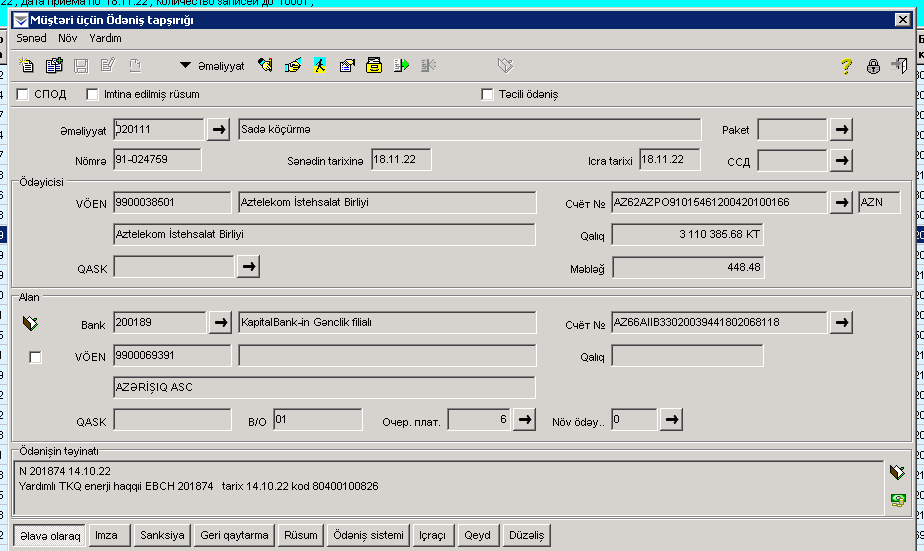 22 , дата приема по 18.11.22 , количество записей до 10001 ,
Müştəri üçün Ödəniş tapşırığı
Sənəd Növ Yardım
Əməliyyat
СПОД Imtina edilmiş rüsum Təcili ödəniş
Əməliyyat 020111 Sadə köçürmə Paket
Nömrə 91-024759 Sənədin tarixinə 18.11.22 Icra tarixi 18.11.22 ССД
Ödəyicisi
VÖEN 9900038501 Aztelekom İstehsalat Birliyi Счёт № AZ62AZPO91015461200420100166 AZN
Aztelekom İstehsalat Birliyi Qalıq 3 110 385.68 KT
QASK Məbləğ 448.48
Alan
Bank 200189 KapitalBank-in Gənclik filialı Счёт № AZ66AIIB33020039441802068118
VÖEN 9900069391 Qalıq
AZƏRİŞIQ ASC
QASK B/O 01 Очер. плат. 6 Növ ödəy.. 0
Ödənişin təyinatı
N 201874 14.10.22
Yardımlı TKQ enerji haqqıi EBCH 201874 tarix 14.10.22 kod 80400100826
Əlavə olaraq Imza Sanksiya Geri qaytarma Rüsum Ödəniş sistemi Içraçı Qeyd Düzəliş